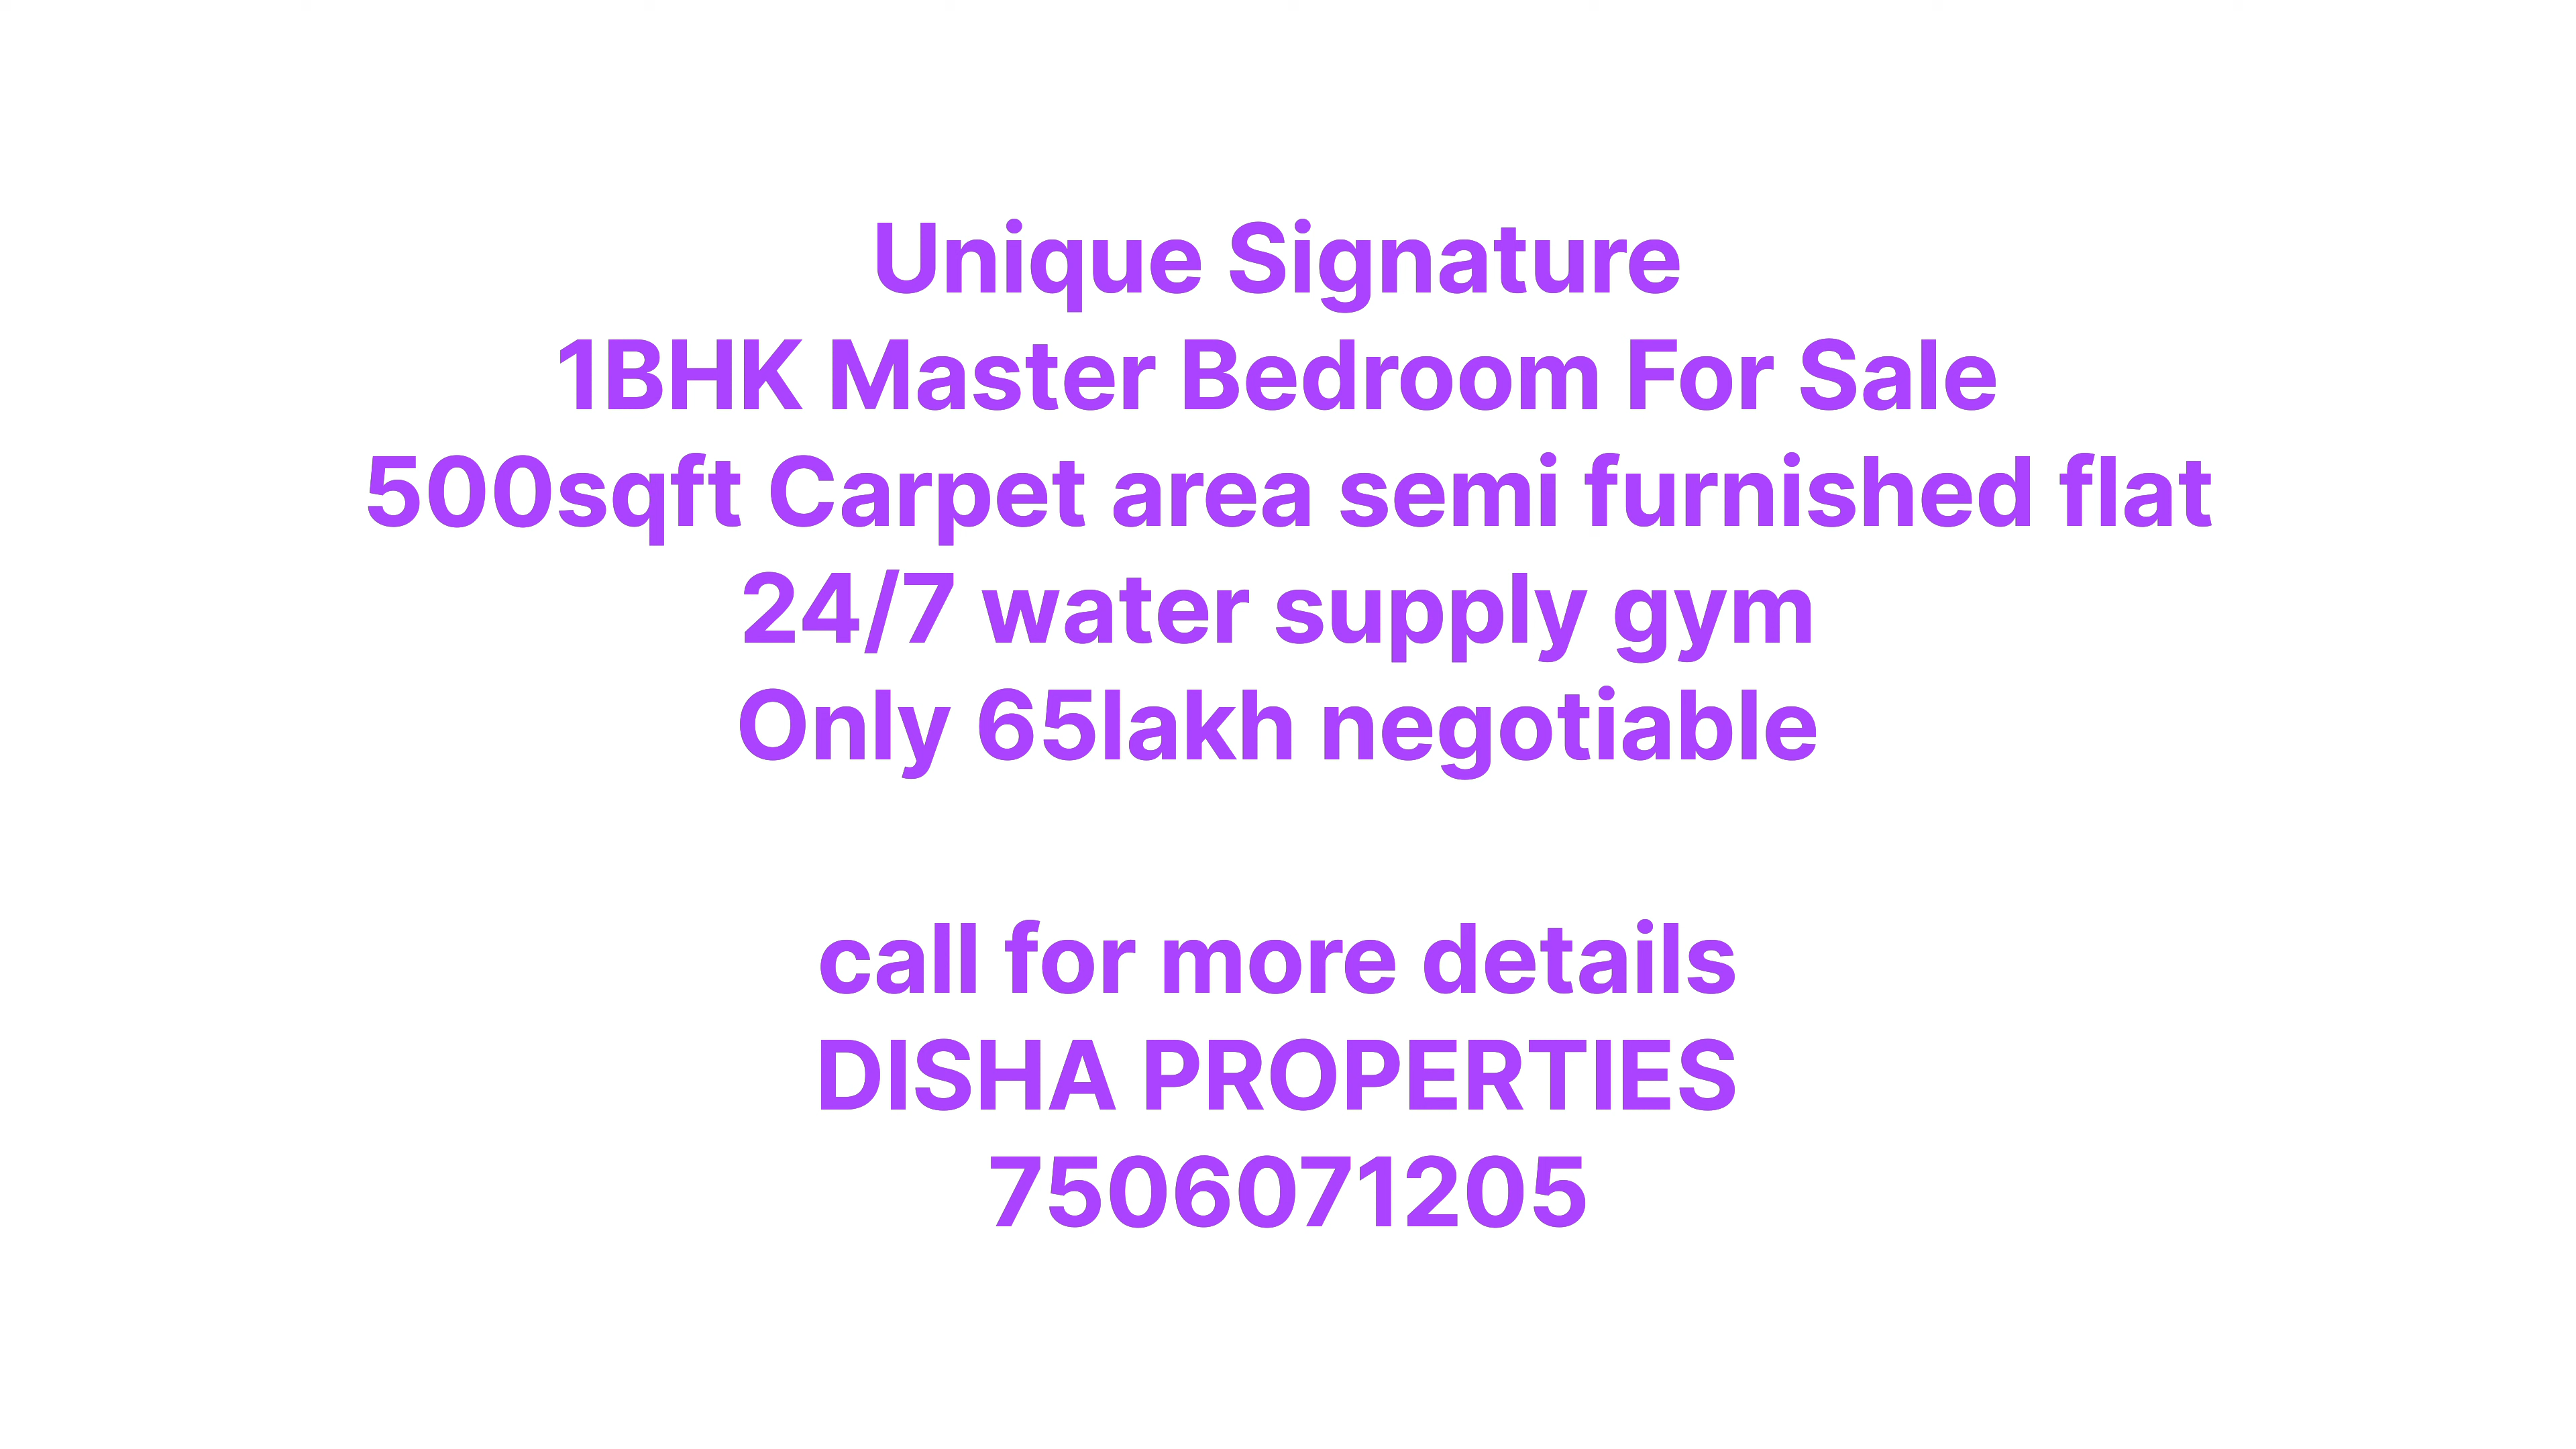 Unique Signature
1BHK Master Bedroom For Sale
500sqft Carpet area semi furnished flat
24/7 water supply gym
Only 65lakh negotiable
call for more details
DISHA PROPERTIES
7506071205